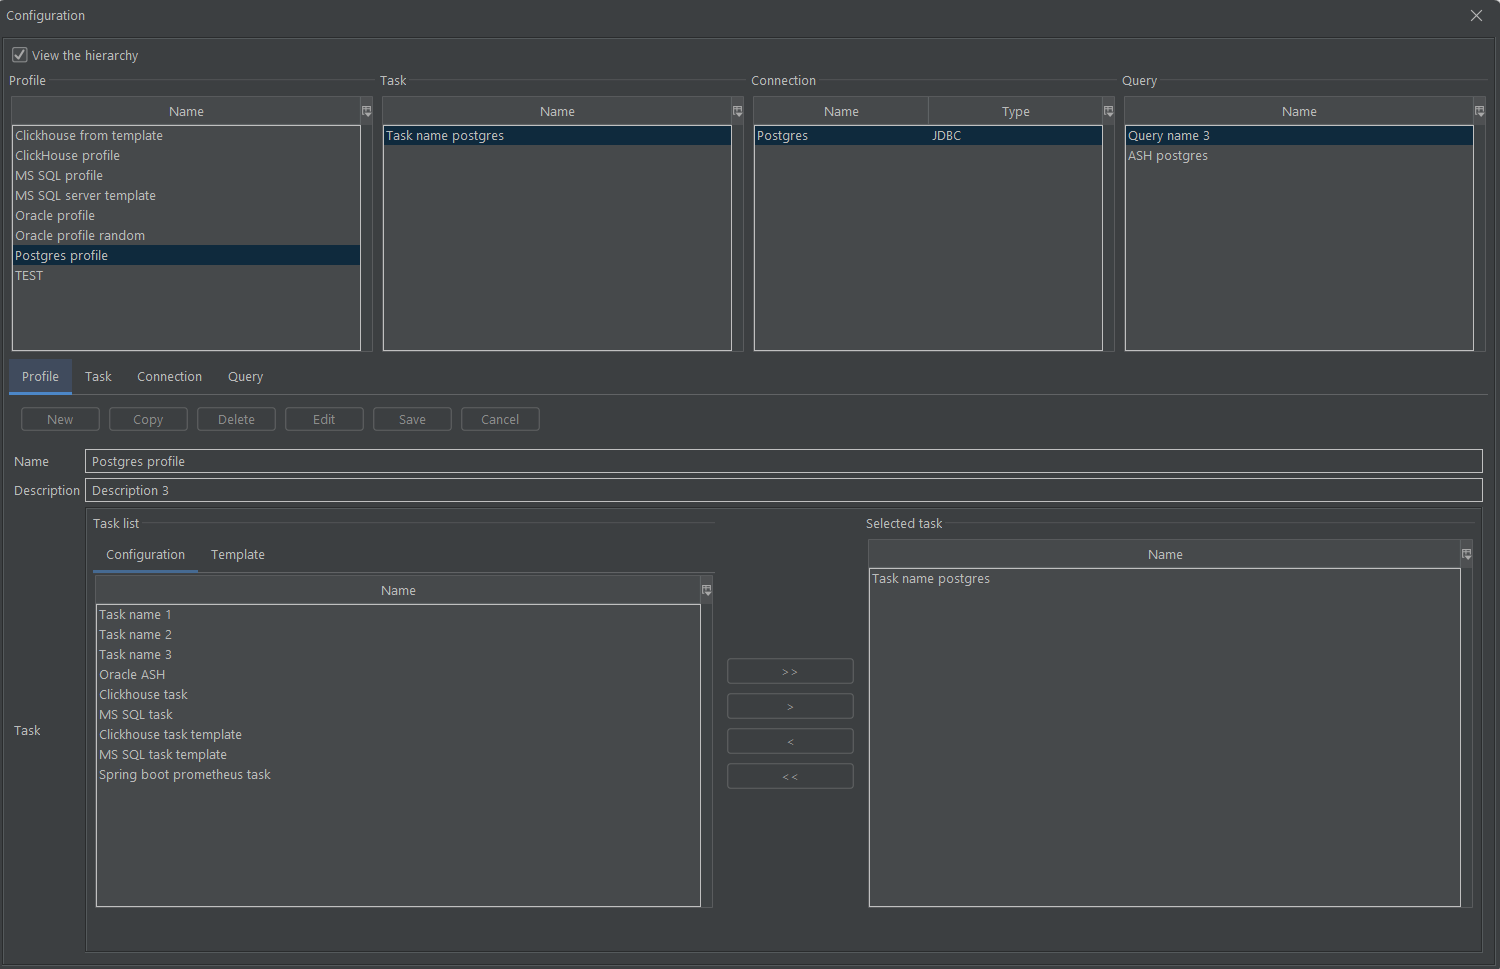 Configuration
View the hierarchy
Profile
Name
Clickhouse from template
ClickHouse profile
MS SQL profile
MS SQL server template
Oracle profile
Oracle profile random
Postgres profile
TEST
Task
Name
Task name postgres
Connection
Name Type
Postgres JDBC
Query
Name
Query name 3
ASH postgres
Profile Task Connection Query
New Copy Delete Edit Save Cancel
Name Postgres profile
Description Description 3
Task
Task list
Configuration Template
Name
Task name 1
Task name 2
Task name 3
Oracle ASH
Clickhouse task
MS SQL task
Clickhouse task template
MS SQL task template
Spring boot prometheus task
>>
>
<
<<
Selected task
Name
Task name postgres